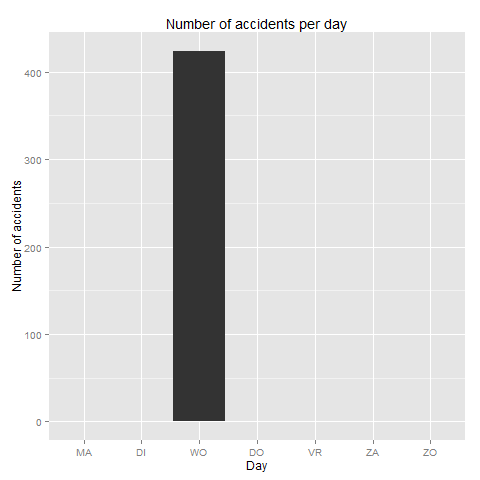 Number of accidents per day
Number of accidents
400
300
200
100
0
MA DI WO DO VR ZA ZO
Day